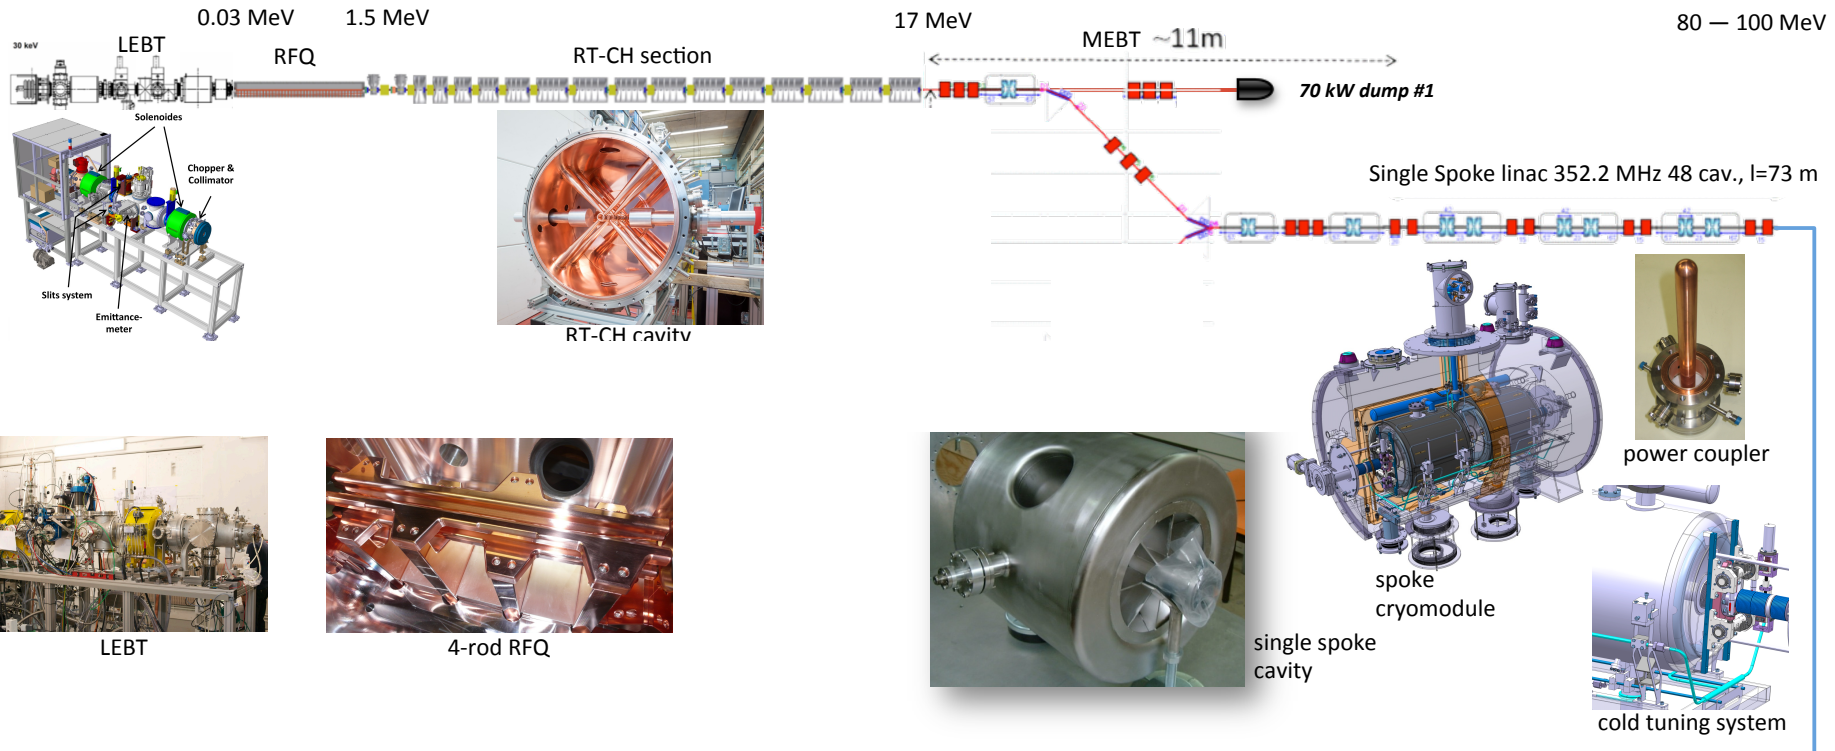 0.03 MeV
1.5 MeV
17 MeV
80 — 100 MeV
30 keV
LEBT
RFQ
RT-CH section
MEBT ~11m
70 kW dump #1
Solenoides
Chopper &
Collimator
Slits system
Emittance-
meter
RT-CH cavity
Single Spoke linac 352.2 MHz 48 cav., l=73 m
power coupler
spoke
cryomodule
LEBT
4-rod RFQ
single spoke
cavity
cold tuning system